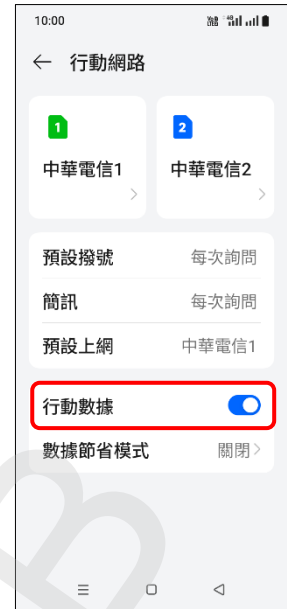 10:00
← 行動網路
1
2
中華電信1
中華電信2
預設撥號 每次詢問
簡訊 每次詢問
預設上網 中華電信1
行動數據
數據節省模式 關閉